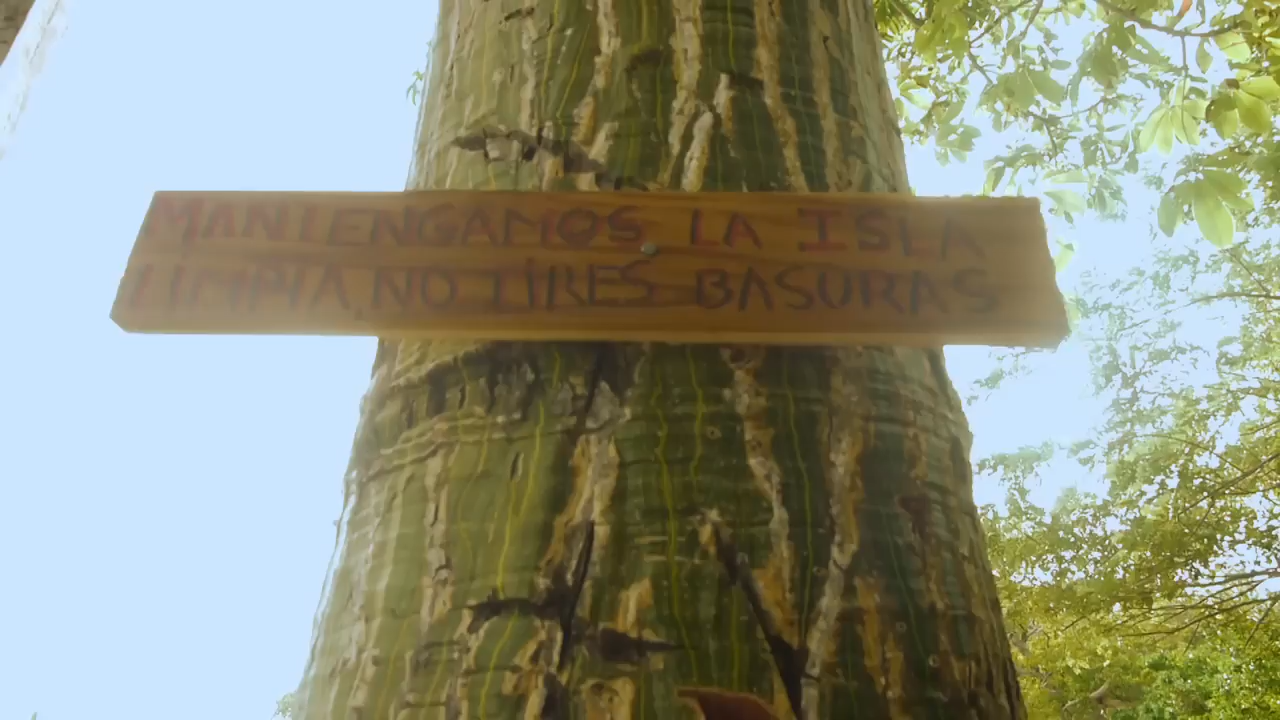 MANTENGAMOS LA ISLA
LIMPIA, NO TIRES BASURAS